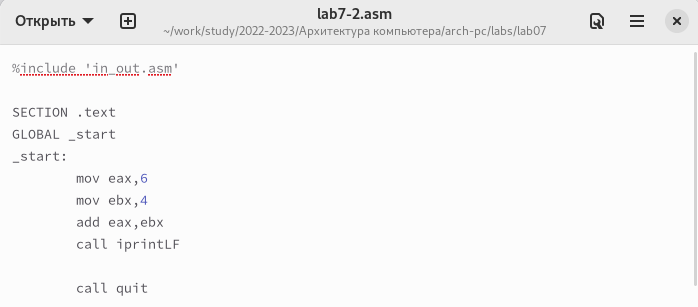 Открыть
lab7-2.asm
~/work/study/2022-2023/Архитектура компьютера/arch-pc/labs/lab07
%include 'in_out.asm'
SECTION .text
GLOBAL _start
_start:
mov eax,6
mov ebx,4
add eax,ebx
call iprintLF
call quit